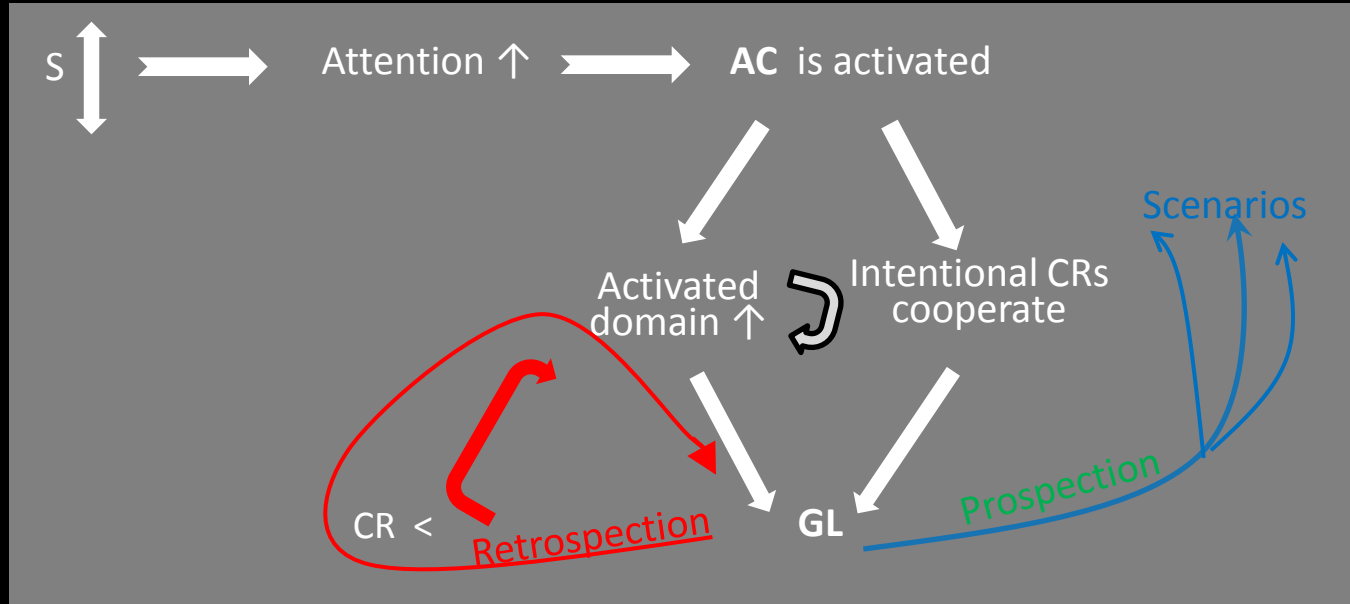 S
Attention ↑
AC is activated
Scenarios
Activated
domain ↑
Intentional CRs
cooperate
CR <
Retrospection
GL
Prospection